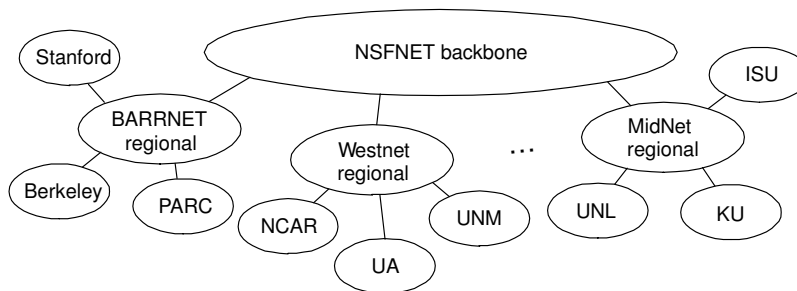 NSFNET backbone
Stanford
ISU
BARRNET
regional
MidNet
regional
Westnet
regional
...
Berkeley
PARC
NCAR
UNM
UNL
KU
UA